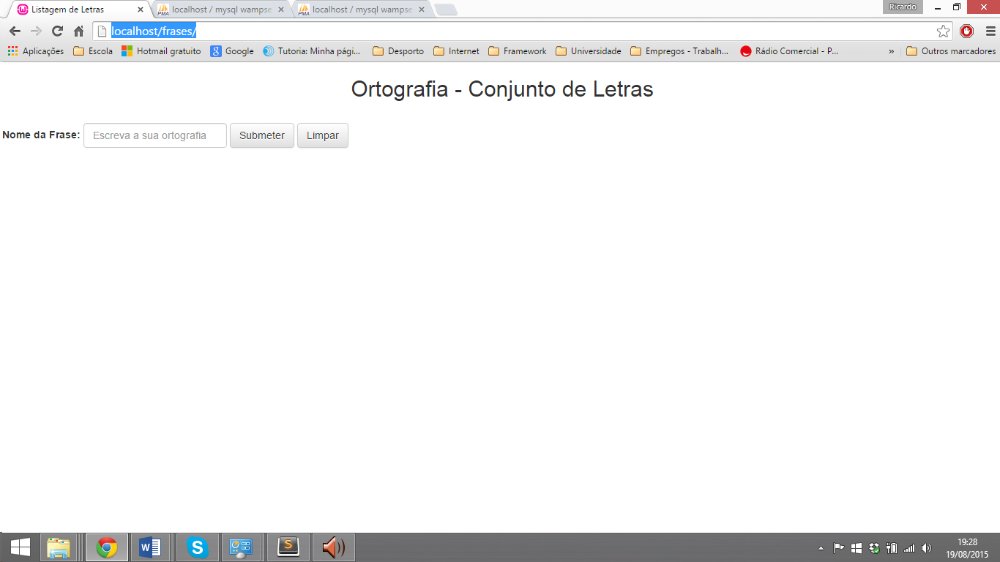 Listagem de Letras
localhost / mysql wampse
localhost / mysql wampse
Ricardo
localhost/frases/
Aplicações Escola Hotmail gratuito Google Tutoria: Minha pági... Desporto Internet Framework Universidade Empregos - Trabalh... Rádio Comercial - P... » Outros marcadores
Ortografia - Conjunto de Letras
Nome da Frase: Escreva a sua ortografia Submeter Limpar
19:28
19/08/2015